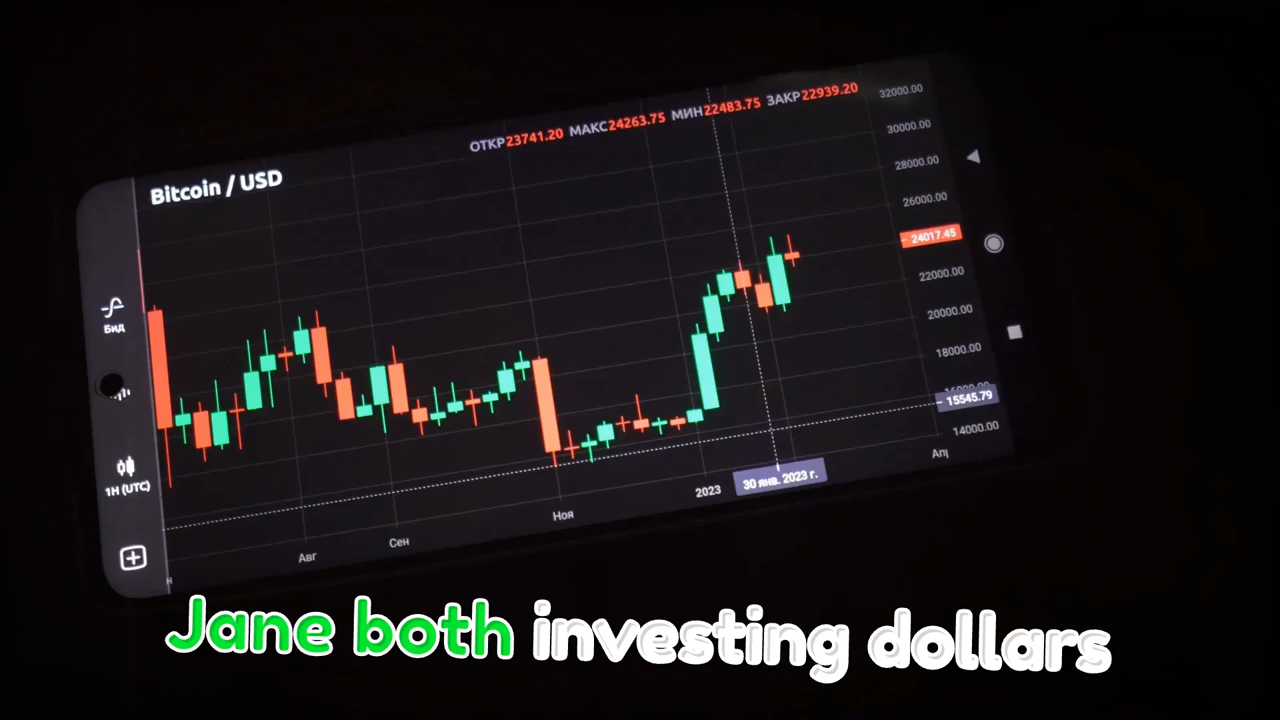 ОТКР23741.20 МАКС24263.75 МИН22483.75 ЗАКР22939.20
Bitcoin / USD
32000.00
30000.00
28000.00
26000.00
24017.45
22000.00
20000.00
18000.00
15545.79
14000.00
Бид
1Н (UTC)
Авг
Сен
Ноя
2023
30 янв. 2023 г.
Jane both investing dollars